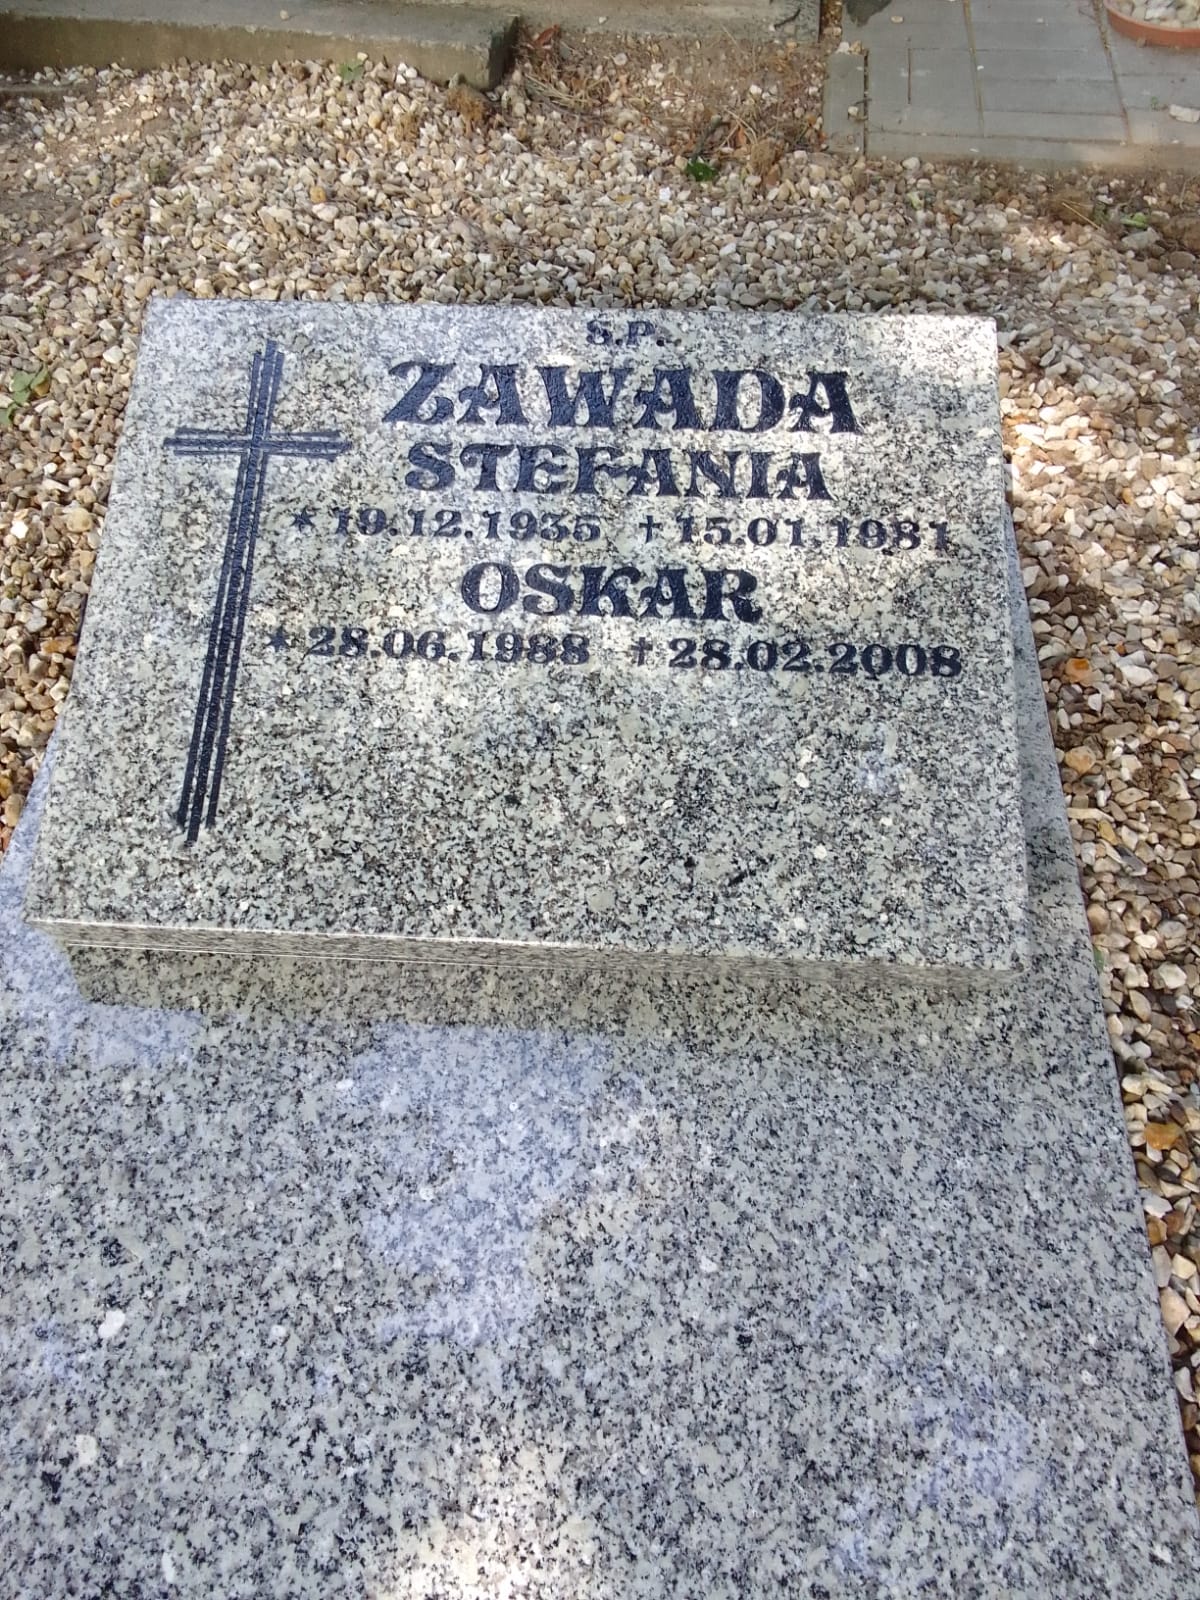 S.P.
ZAWADA
STEFANIA
* 19.12.1935 † 15.01.1981
OSKAR
* 28.06.1988 † 28.02.2008